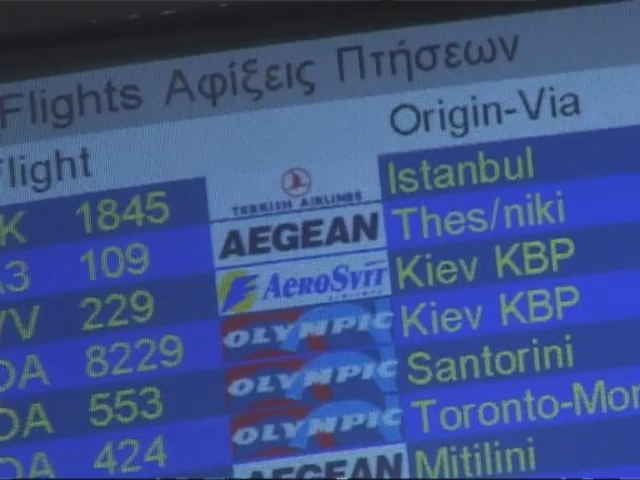 Flights Αφίξεις Πτήσεων
Flight Origin-Via
K 1845 TURKISH AIRLINES Istanbul
A3 109 AEGEAN Thes/niki
VV 229 AEROSVIT AIRLINES Kiev KBP
OA 8229 OLYMPIC Kiev KBP
OA 553 OLYMPIC Santorini
OA 424 OLYMPIC Toronto-Mon
AEGEAN Mitilini